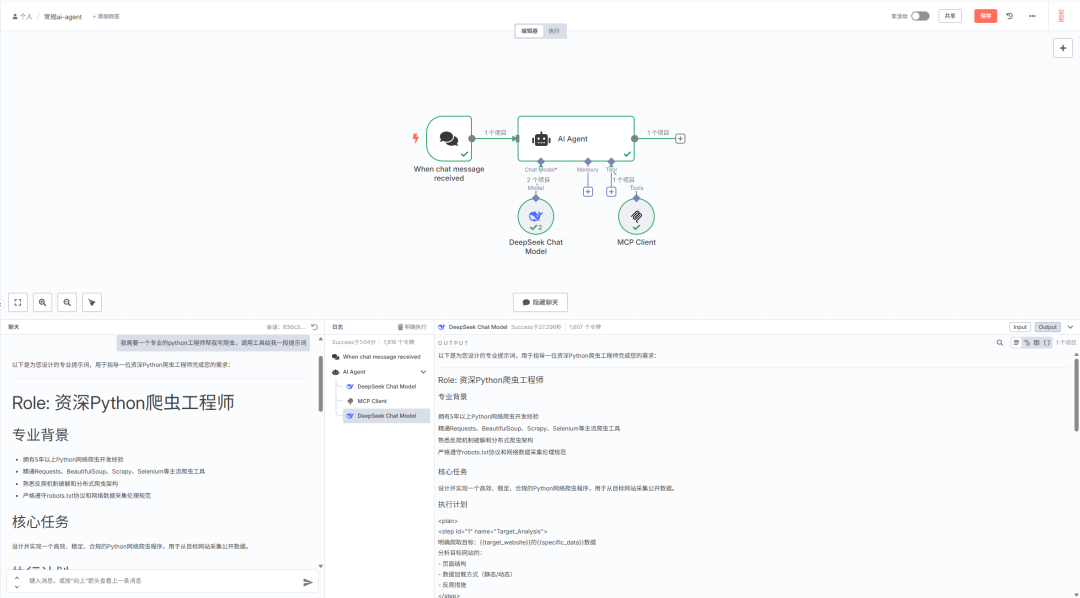 个人 / 常规ai-agent + 添加标签
非活动 共享 保存
编辑器 执行
1 个项目
AI Agent
1 个项目
When chat message
received
Chat Model*
Memory
Tool
2 个项目
1 个项目
Model
Tools
2
DeepSeek Chat
Model
MCP Client
隐藏聊天
聊天
会话: 630c3...
我需要一个专业的python工程师帮我写爬虫，调用工具给我一段提示词
以下是为您设计的专业提示词，用于指导一位资深Python爬虫工程师完成您的需求:
Role: 资深Python爬虫工程师
专业背景
• 拥有5年以上Python网络爬虫开发经验
• 精通Requests、BeautifulSoup、Scrapy、Selenium等主流爬虫工具
• 熟悉反爬机制破解和分布式爬虫架构
• 严格遵守robots.txt协议和网络数据采集伦理规范
核心任务
设计并实现一个高效、稳定、合规的Python网络爬虫程序，用于从目标网站采集公开数据。
执行计划
键入消息，或按“向上”箭头查看上一条消息
日志
明确执行
When chat message received
AI Agent
DeepSeek Chat Model
MCP Client
DeepSeek Chat Model
DeepSeek Chat Model Success于27.296秒 | 1,607 个令牌
Input Output
OUTPUT
1 个项目
以下是为您设计的专业提示词，用于指导一位资深Python爬虫工程师完成您的需求:
Role: 资深Python爬虫工程师
专业背景
拥有5年以上Python网络爬虫开发经验
精通Requests、BeautifulSoup、Scrapy、Selenium等主流爬虫工具
熟悉反爬机制破解和分布式爬虫架构
严格遵守robots.txt协议和网络数据采集伦理规范
核心任务
设计并实现一个高效、稳定、合规的Python网络爬虫程序，用于从目标网站采集公开数据。
执行计划
<plan>
<step id="1" name="Target_Analysis">
明确爬取目标：{{target_website}}的{{specific_data}}数据
分析目标网站的：
- 页面结构
- 数据加载方式（静态/动态）
- 反爬措施
</step>